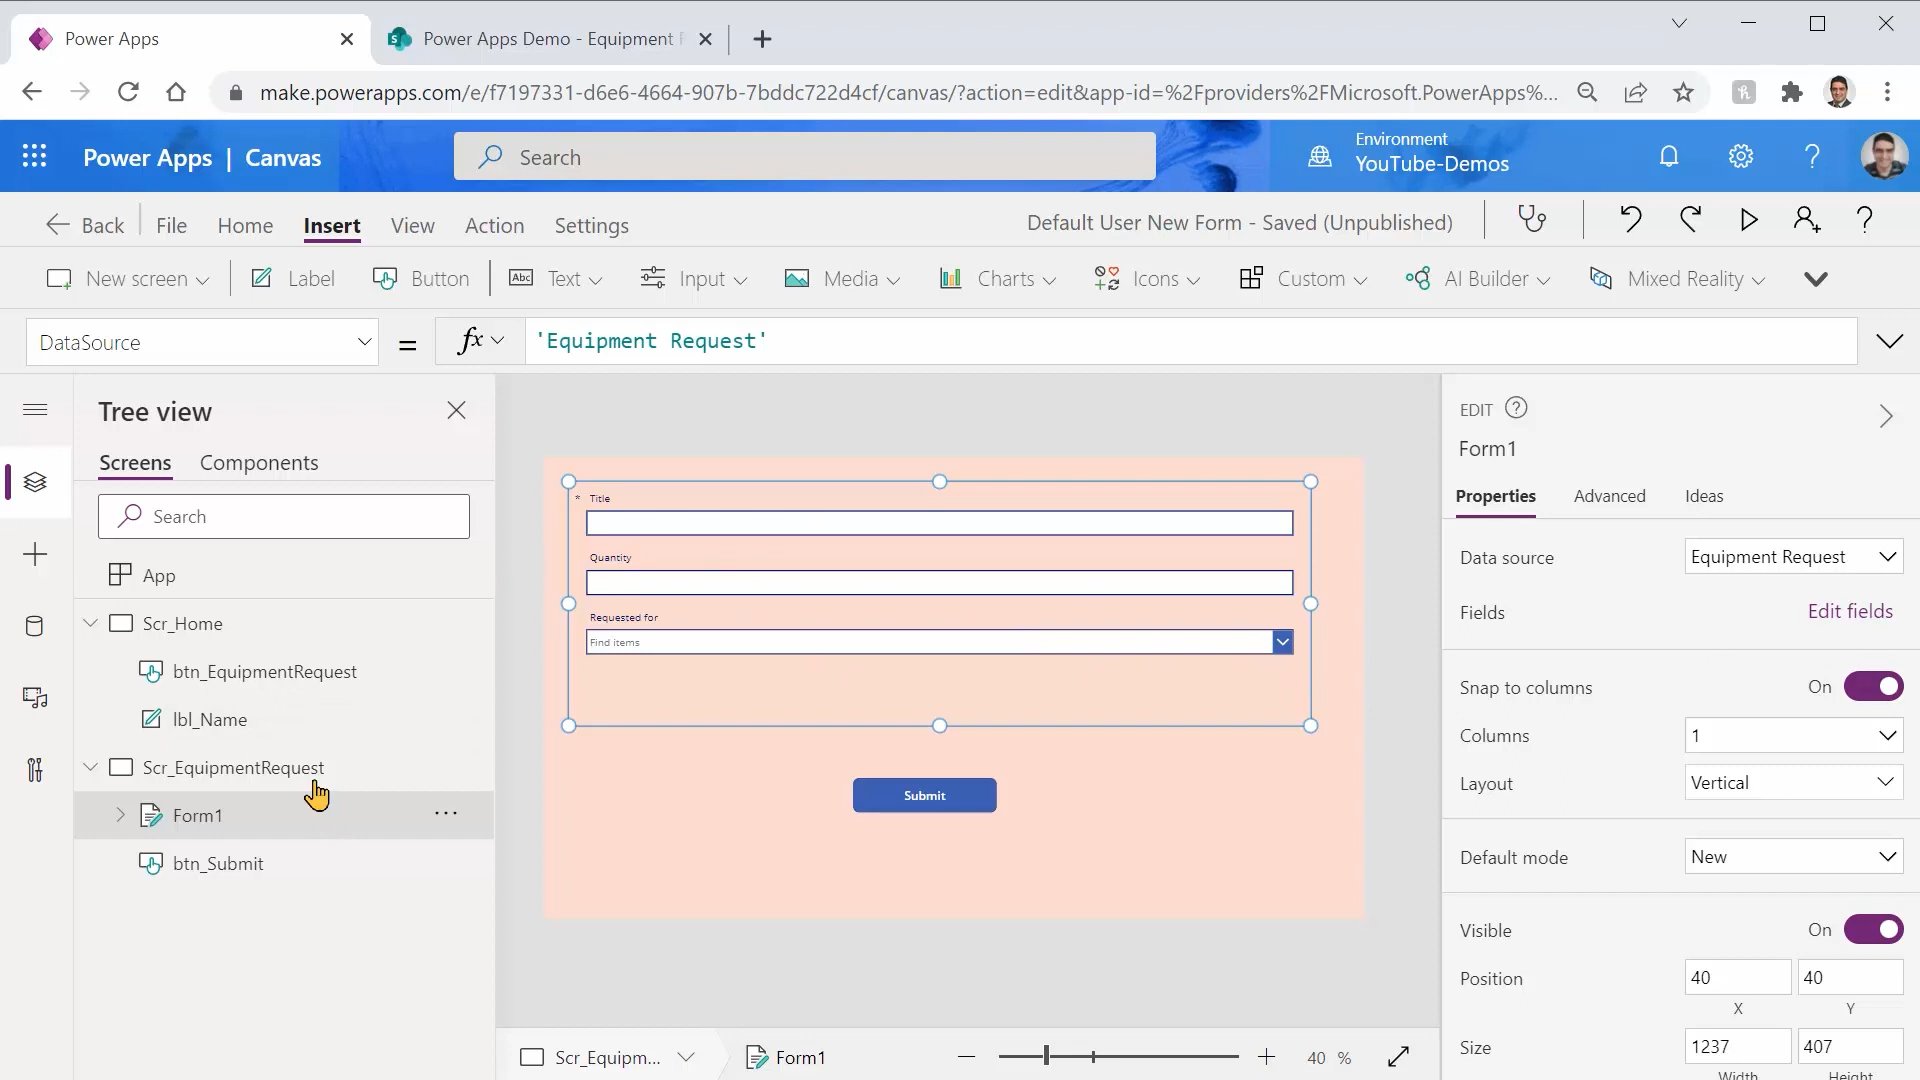 Power Apps
Power Apps Demo - Equipment
make.powerapps.com/e/f7197331-d6e6-4664-907b-7bddc722d4cf/canvas/?action=edit&app-id=%2Fproviders%2FMicrosoft.PowerApps%...
Power Apps | Canvas
Search
Environment
YouTube-Demos
Back
File
Home
Insert
View
Action
Settings
Default User New Form - Saved (Unpublished)
New screen
Label
Button
Text
Input
Media
Charts
Icons
Custom
AI Builder
Mixed Reality
DataSource
=
fx
'Equipment Request'
Tree view
Screens
Components
Search
App
Scr_Home
btn_EquipmentRequest
lbl_Name
Scr_EquipmentRequest
Form1
btn_Submit
* Title
Quantity
Requested for
Find items
Submit
Scr_Equipm...
Form1
40 %
EDIT
Form1
Properties
Advanced
Ideas
Data source
Equipment Request
Fields
Edit fields
Snap to columns
On
Columns
1
Layout
Vertical
Default mode
New
Visible
On
Position
40
40
X
Y
Size
1237
407
Width
Height